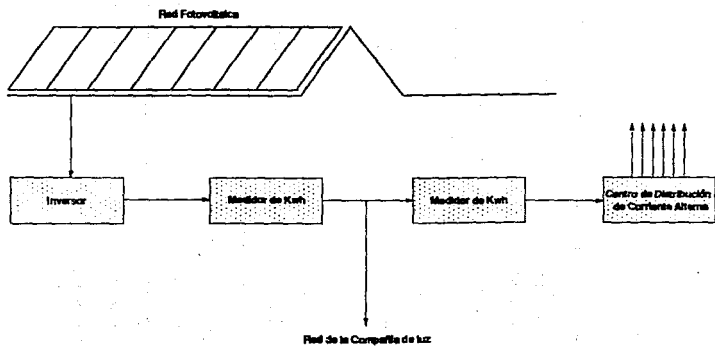 Red Fotovoltaica
Inversor
Medidor de Kwh
Medidor de Kwh
Centro de Distribución
de Corriente Alterna
Red de la Compañía de luz